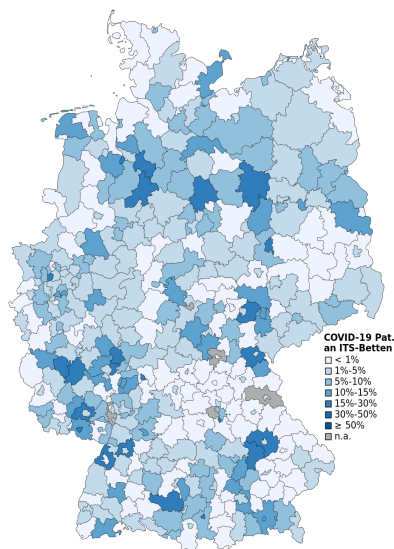 COVID-19 Pat.
an ITS-Betten
< 1%
1%-5%
5%-10%
10%-15%
15%-30%
30%-50%
≥ 50%
n.a.